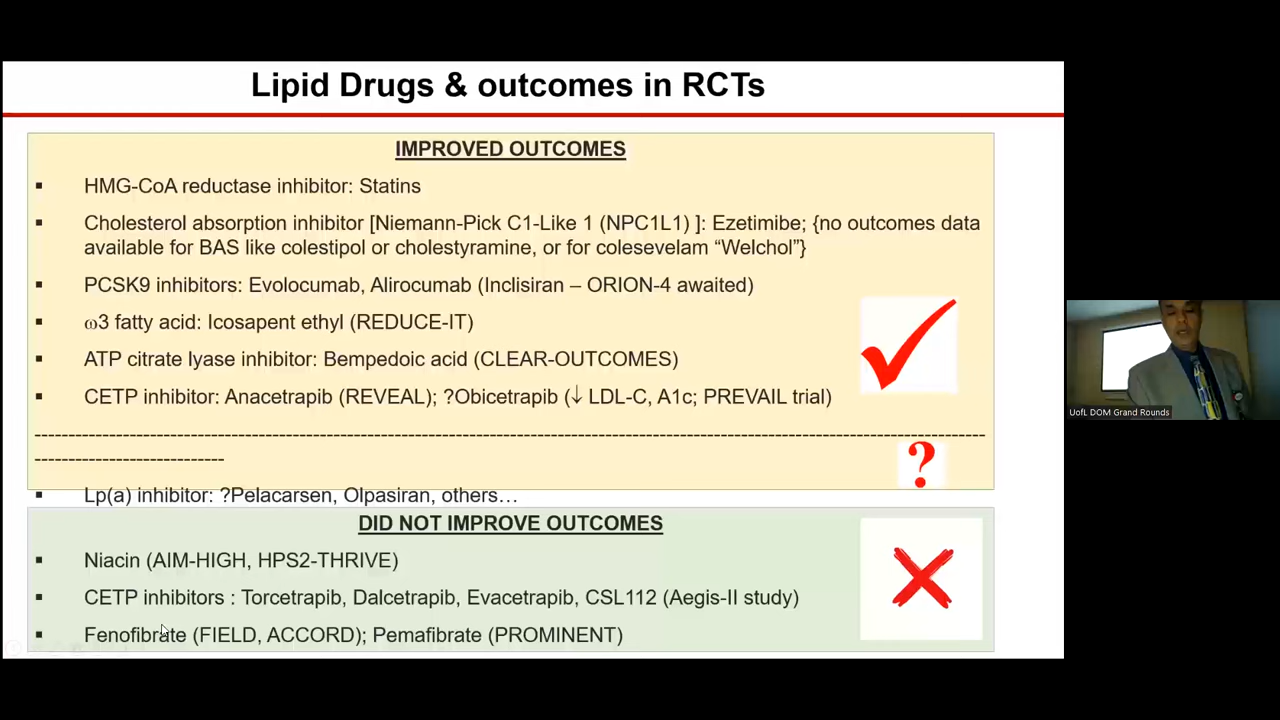 Lipid Drugs & outcomes in RCTs
IMPROVED OUTCOMES
▪ HMG-CoA reductase inhibitor: Statins
▪ Cholesterol absorption inhibitor [Niemann-Pick C1-Like 1 (NPC1L1) ]: Ezetimibe; {no outcomes data
available for BAS like colestipol or cholestyramine, or for colesevelam “Welchol”}
▪ PCSK9 inhibitors: Evolocumab, Alirocumab (Inclisiran – ORION-4 awaited)
▪ ω3 fatty acid: Icosapent ethyl (REDUCE-IT)
▪ ATP citrate lyase inhibitor: Bempedoic acid (CLEAR-OUTCOMES)
▪ CETP inhibitor: Anacetrapib (REVEAL); ?Obicetrapib (↓ LDL-C, A1c; PREVAIL trial)
?
▪ Lp(a) inhibitor: ?Pelacarsen, Olpasiran, others…
DID NOT IMPROVE OUTCOMES
▪ Niacin (AIM-HIGH, HPS2-THRIVE)
▪ CETP inhibitors : Torcetrapib, Dalcetrapib, Evacetrapib, CSL112 (Aegis-II study)
▪ Fenofibrate (FIELD, ACCORD); Pemafibrate (PROMINENT)
UofL DOM Grand Rounds